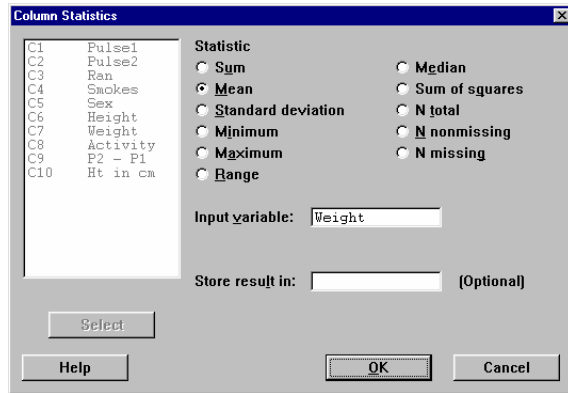 Column Statistics
C1 Pulse1
C2 Pulse2
C3 Ran
C4 Smokes
C5 Sex
C6 Height
C7 Weight
C8 Activity
C9 P2 - P1
C10 Ht in cm
Statistic
Sum
Mean
Standard deviation
Minimum
Maximum
Range
Median
Sum of squares
N total
N nonmissing
N missing
Input variable: Weight
Store result in: (Optional)
Select
Help
OK
Cancel